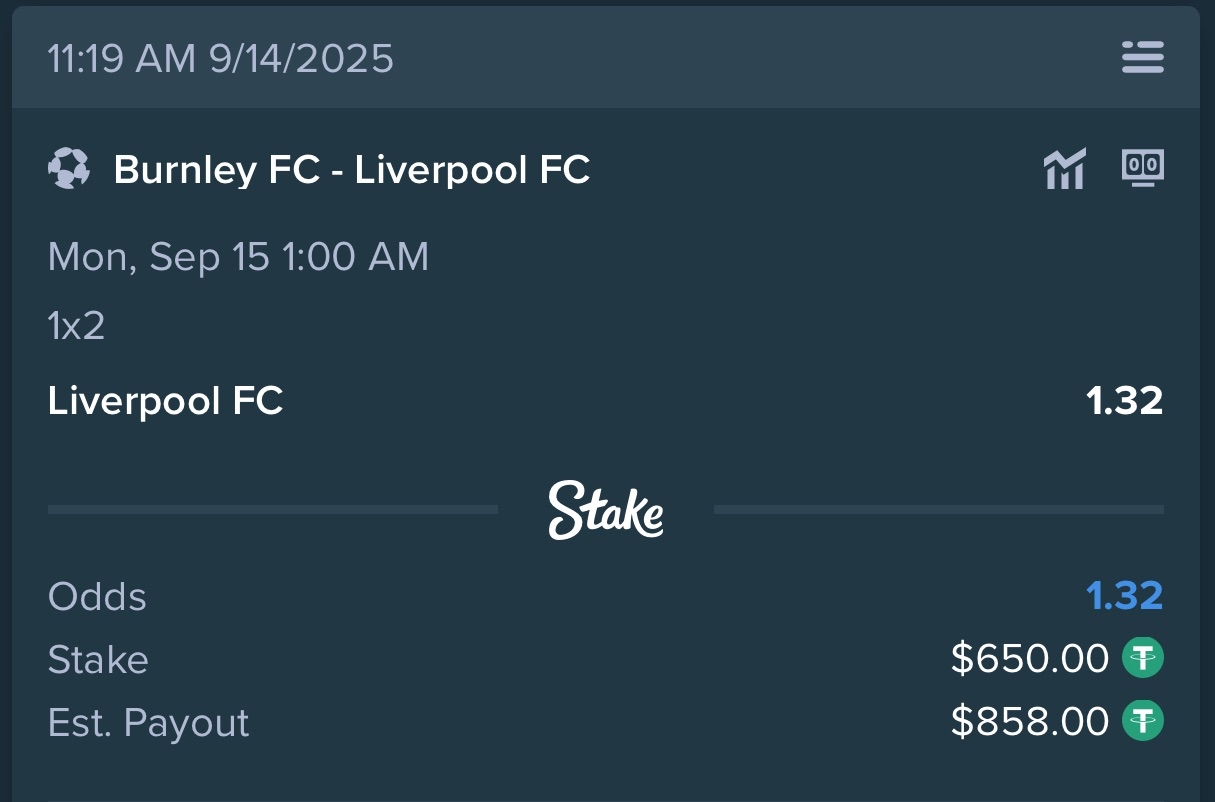 11:19 AM 9/14/2025
Burnley FC - Liverpool FC
00
Mon, Sep 15 1:00 AM
1x2
Liverpool FC 1.32
Stake
Odds 1.32
Stake $650.00
Est. Payout $858.00